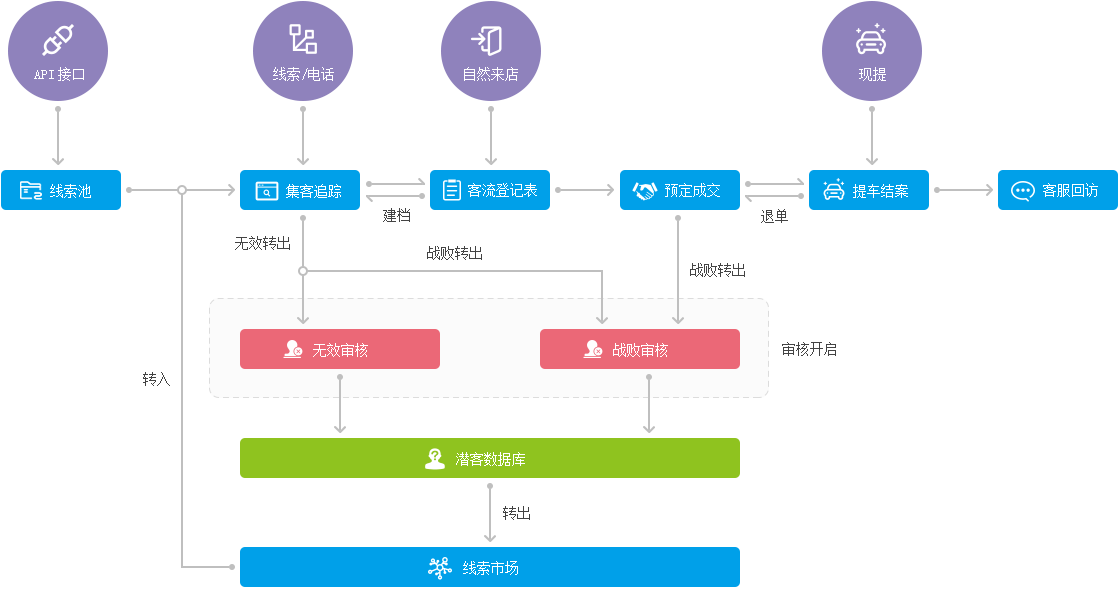 API 接口
线索/电话
自然来店
现提
线索池
集客追踪
客流登记表
预定成交
提车结案
客服回访
建档
退单
无效转出
战败转出
战败转出
无效审核
战败审核
审核开启
转入
潜客数据库
转出
线索市场